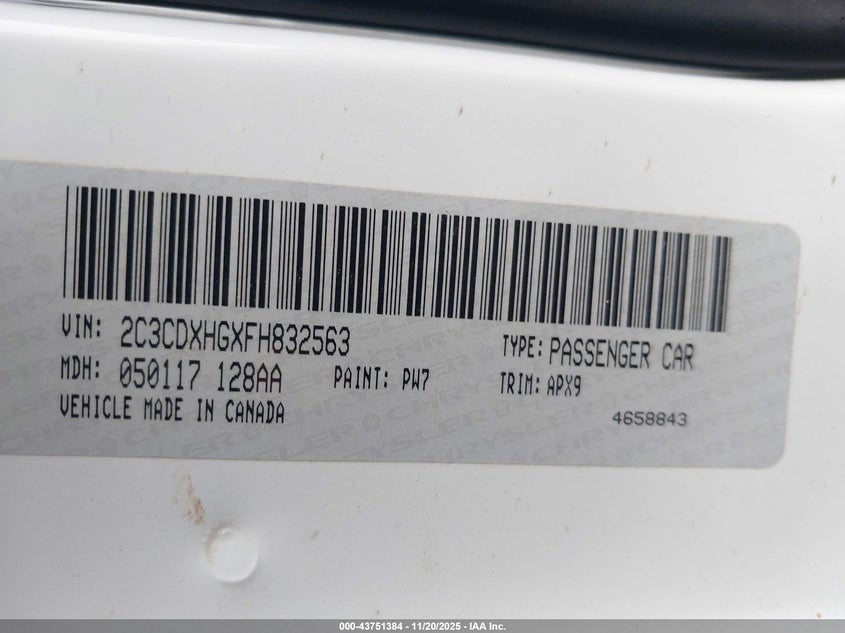 VIN: 2C3CDXHGXFH832563
TYPE: PASSENGER CAR
MDH: 050117 128AA
PAINT: PW7
TRIM: APX9
VEHICLE MADE IN CANADA
4658843
CHRYSLER
000-43751384 - 11/20/2025 - IAA Inc.